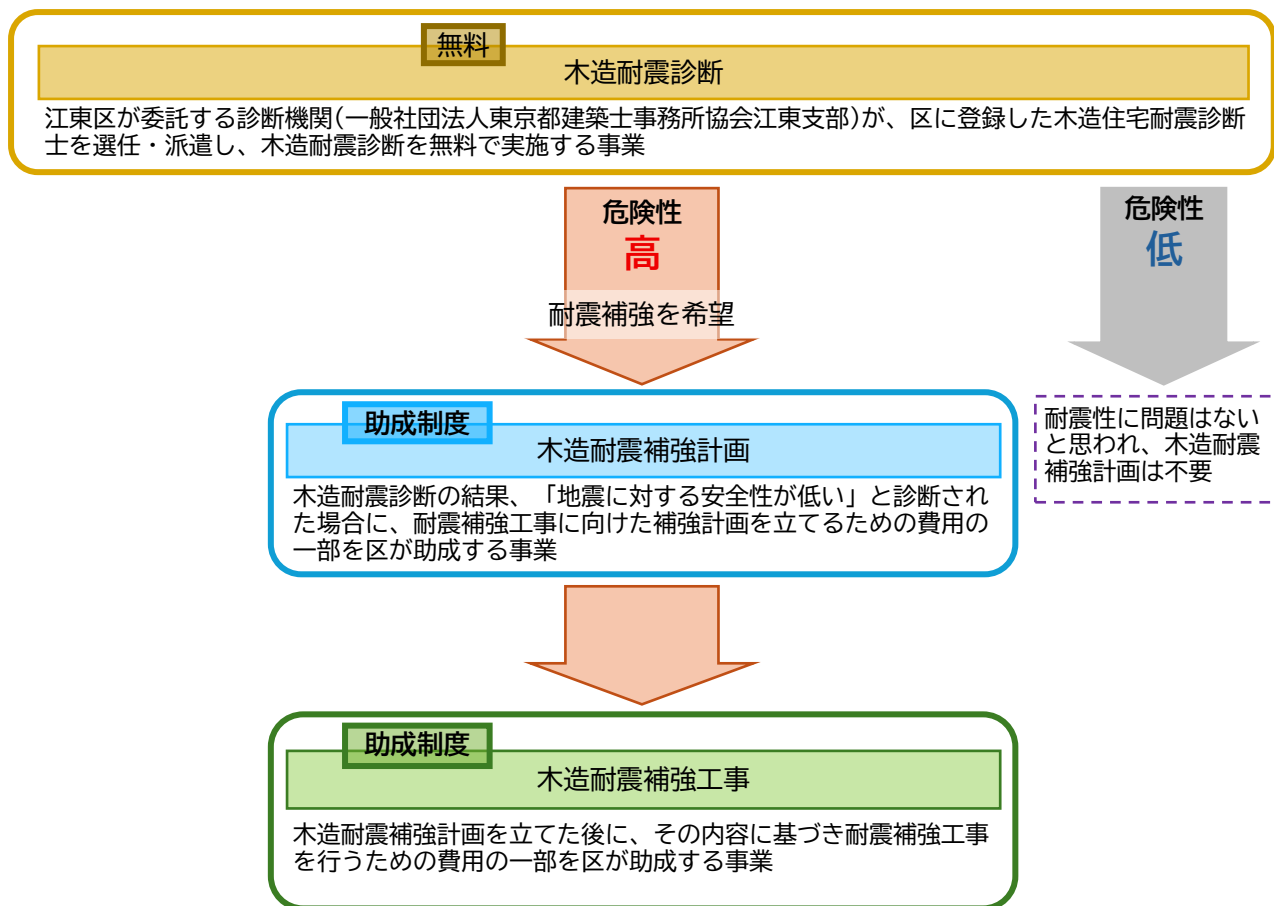 無料
木造耐震診断
江東区が委託する診断機関(一般社団法人東京都建築士事務所協会江東支部)が、区に登録した木造住宅耐震診断
士を選任・派遣し、木造耐震診断を無料で実施する事業
危険性
高
耐震補強を希望
危険性
低
助成制度
木造耐震補強計画
木造耐震診断の結果、「地震に対する安全性が低い」と診断され
た場合に、耐震補強工事に向けた補強計画を立てるための費用の
一部を区が助成する事業
耐震性に問題はない
と思われ、木造耐震
補強計画は不要
助成制度
木造耐震補強工事
木造耐震補強計画を立てた後に、その内容に基づき耐震補強工事
を行うための費用の一部を区が助成する事業